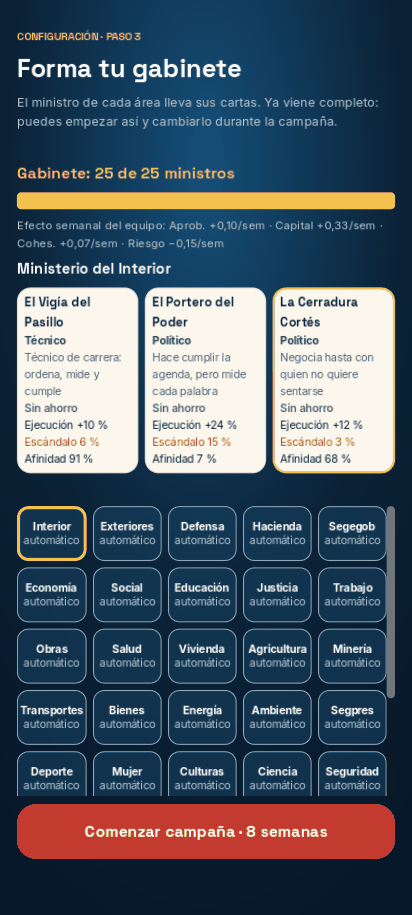 CONFIGURACIÓN · PASO 3
Forma tu gabinete
El ministro de cada área lleva sus cartas. Ya viene completo:
puedes empezar así y cambiarlo durante la campaña.
Gabinete: 25 de 25 ministros
Efecto semanal del equipo: Aprob. +0,10/sem · Capital +0,33/sem ·
Cohes. +0,07/sem · Riesgo −0,15/sem
Ministerio del Interior
El Vigía del
Pasillo
Técnico
Técnico de carrera:
ordena, mide y
cumple
Sin ahorro
Ejecución +10 %
Escándalo 6 %
Afinidad 91 %
El Portero del
Poder
Político
Hace cumplir la
agenda, pero mide
cada palabra
Sin ahorro
Ejecución +24 %
Escándalo 15 %
Afinidad 7 %
La Cerradura
Cortés
Político
Negocia hasta con
quien no quiere
sentarse
Sin ahorro
Ejecución +12 %
Escándalo 3 %
Afinidad 68 %
Interior
automático
Exteriores
automático
Defensa
automático
Hacienda
automático
Segegob
automático
Economía
automático
Social
automático
Educación
automático
Justicia
automático
Trabajo
automático
Obras
automático
Salud
automático
Vivienda
automático
Agricultura
automático
Minería
automático
Transportes
automático
Bienes
automático
Energía
automático
Ambiente
automático
Segpres
automático
Deporte
automático
Mujer
automático
Culturas
automático
Ciencia
automático
Seguridad
automático
Comenzar campaña · 8 semanas